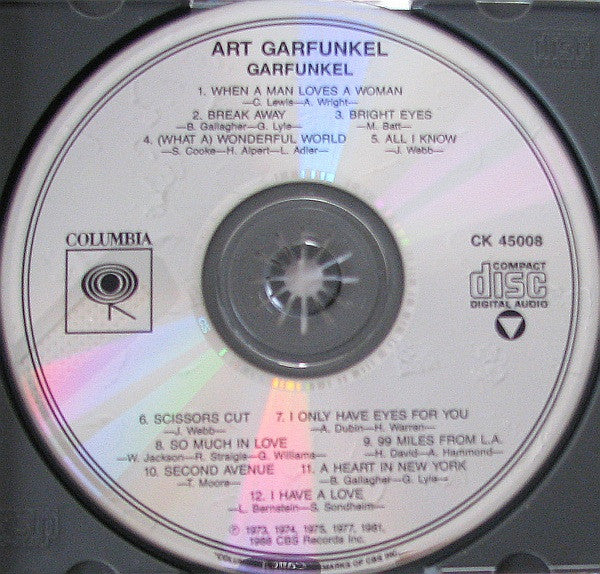 ART GARFUNKEL
GARFUNKEL
1. WHEN A MAN LOVES A WOMAN
—C. Lewis—A. Wright—
2. BREAK AWAY 3. BRIGHT EYES
—B. Gallagher—G. Lyle— —M. Batt—
4. (WHAT A) WONDERFUL WORLD 5. ALL I KNOW
—S. Cooke—H. Alpert—L. Adler— —J. Webb—
COLUMBIA
CK 45008
COMPACT
disc
DIGITAL AUDIO
6. SCISSORS CUT 7. I ONLY HAVE EYES FOR YOU
—J. Webb— —A. Dubin—H. Warren—
8. SO MUCH IN LOVE 9. 99 MILES FROM L.A.
—W. Jackson—R. Straigis—G. Williams— —H. David—A. Hammond—
10. SECOND AVENUE 11. A HEART IN NEW YORK
—T. Moore— —B. Gallagher—G. Lyle—
12. I HAVE A LOVE
—L. Bernstein—S. Sondheim—
℗ 1973, 1974, 1975, 1977, 1981,
1988 CBS Records Inc.
MARKS OF CBS INC.